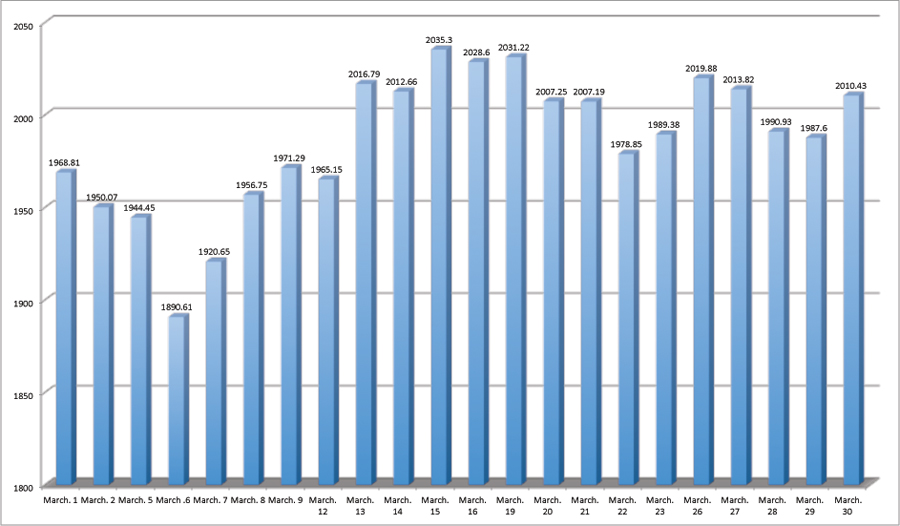 2050
2000
1950
1900
1850
1800
1968.81
1950.07
1944.45
1890.61
1920.65
1956.75
1971.29
1965.15
2016.79
2012.66
2035.3
2028.6
2031.22
2007.25
2007.19
1978.85
1989.38
2019.88
2013.82
1990.93
1987.6
2010.43
March. 1
March. 2
March. 5
March .6
March. 7
March. 8
March. 9
March.
12
March.
13
March.
14
March.
15
March.
16
March.
19
March.
20
March.
21
March.
22
March.
23
March.
26
March.
27
March.
28
March.
29
March.
30